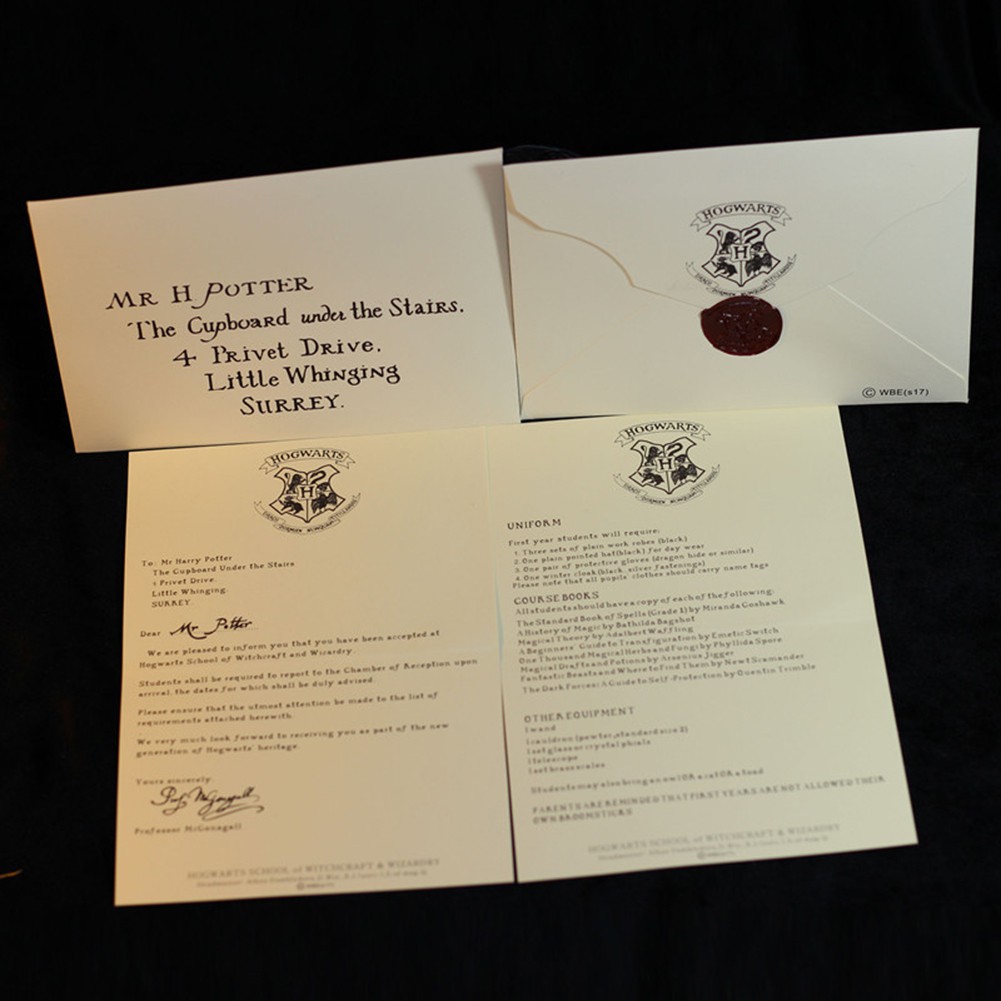 MR H POTTER
The Cupboard under the Stairs.
4 Privet Drive.
Little Whinging
SURREY.
HOGWARTS
H
© WBE(s17)
HOGWARTS
H
To: Mr Harry Potter
The Cupboard Under the Stairs
4 Privet Drive.
Little Whinging.
SURREY.
Dear Mr Potter
We are pleased to inform you that you have been accepted at
Hogwarts School of Witchcraft and Wizardry.
Students shall be required to report to the Chamber of Reception upon
arrival, the dates for which shall be duly advised.
Please ensure that the utmost attention be made to the list of
requirements attached herewith.
We very much look forward to receiving you as part of the new
generation of Hogwarts' heritage.
Yours sincerely,
Prof. McGonagall
Professor McGonagall
HOGWARTS SCHOOL of WITCHCRAFT & WIZARDRY
HOGWARTS
H
UNIFORM
First year students will require:
1. Three sets of plain work robes (black)
2. One plain pointed hat(black) for day wear
3. One pair of protective gloves (dragon hide or similar)
4. One winter cloak(black, silver fastenings)
Please note that all pupils' clothes should carry name tags
COURSE BOOKS
All students should have a copy of each of the following:
The Standard Book of Spells (Grade 1) by Miranda Goshawk
A History of Magic by Bathilda Bagshot
Magical Theory by Adalbert Waffling
A Beginners' Guide to Transfiguration by Emetic Switch
One Thousand Magical Herbs and Fungi by Phyllida Spore
Magical Drafts and Potions by Arsenius Jigger
Fantastic Beasts and Where to Find Them by Newt Scamander
The Dark Forces: A Guide to Self-Protection by Quentin Trimble
OTHER EQUIPMENT
1 wand
1 cauldron (pewter, standard size 2)
1 set glass or crystal phials
1 telescope
1 set brass scales
Students may also bring an owl OR a cat OR a toad
PARENTS ARE REMINDED THAT FIRST YEARS ARE NOT ALLOWED THEIR
OWN BROOMSTICKS
HOGWARTS SCHOOL of WITCHCRAFT & WIZARDRY